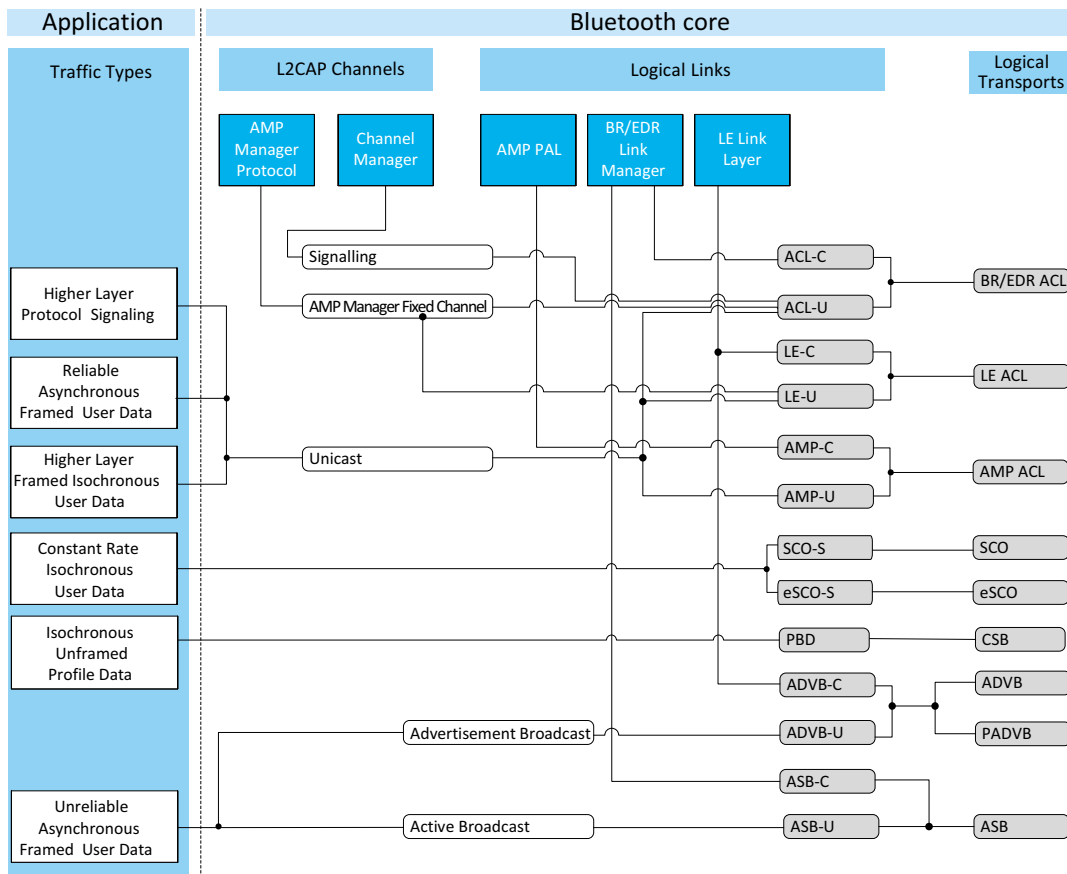 Application
Bluetooth core
Traffic Types
L2CAP Channels
Logical Links
Logical
Transports
AMP
Manager
Protocol
Channel
Manager
AMP PAL
BR/EDR
Link
Manager
LE Link
Layer
Signalling
ACL-C
Higher Layer
Protocol Signaling
AMP Manager Fixed Channel
ACL-U
BR/EDR ACL
LE-C
Reliable
Asynchronous
Framed User Data
LE-U
LE ACL
Higher Layer
Framed Isochronous
User Data
Unicast
AMP-C
AMP-U
AMP ACL
Constant Rate
Isochronous
User Data
SCO-S
SCO
eSCO-S
eSCO
Isochronous
Unframed
Profile Data
PBD
CSB
ADVB-C
ADVB
Advertisement Broadcast
ADVB-U
PADVB
ASB-C
Unreliable
Asynchronous
Framed User Data
Active Broadcast
ASB-U
ASB